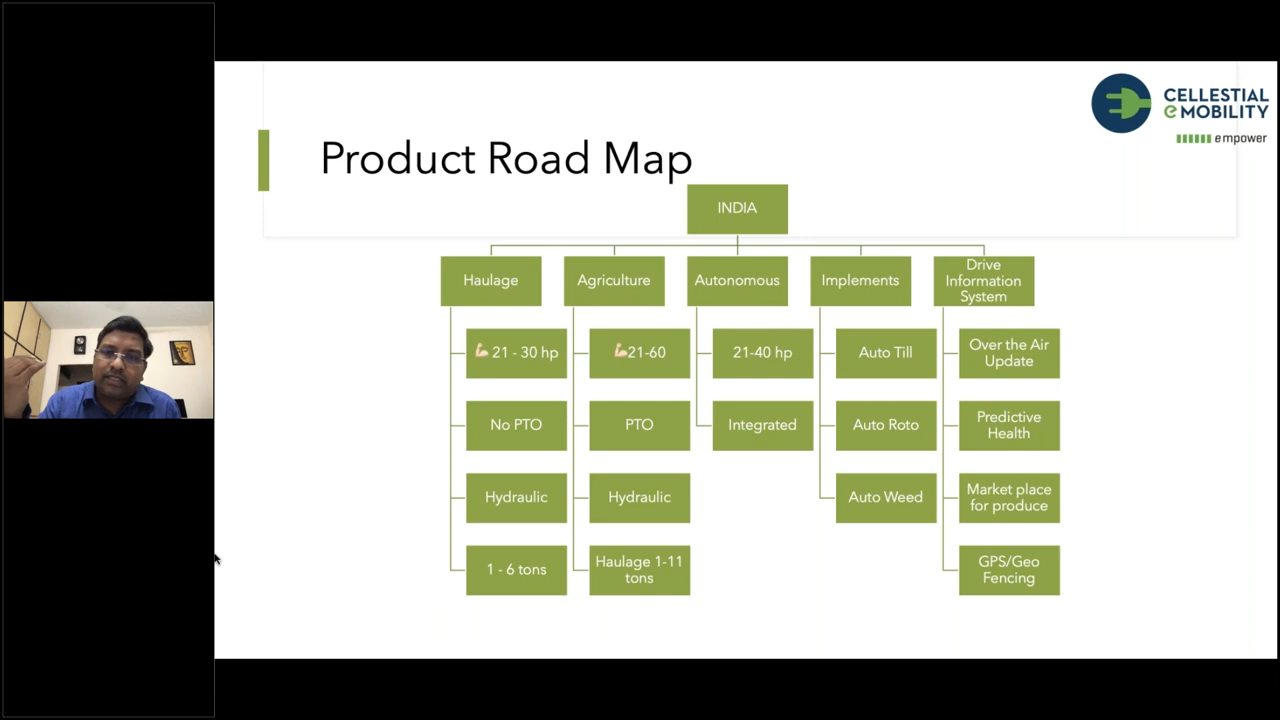 CELLESTIAL
eMOBILITY
empower
Product Road Map
INDIA
Haulage
Agriculture
Autonomous
Implements
Drive
Information
System
💪 21 - 30 hp
💪21-60
21-40 hp
Auto Till
Over the Air
Update
No PTO
PTO
Integrated
Auto Roto
Predictive
Health
Hydraulic
Hydraulic
Auto Weed
Market place
for produce
1 - 6 tons
Haulage 1-11
tons
GPS/Geo
Fencing